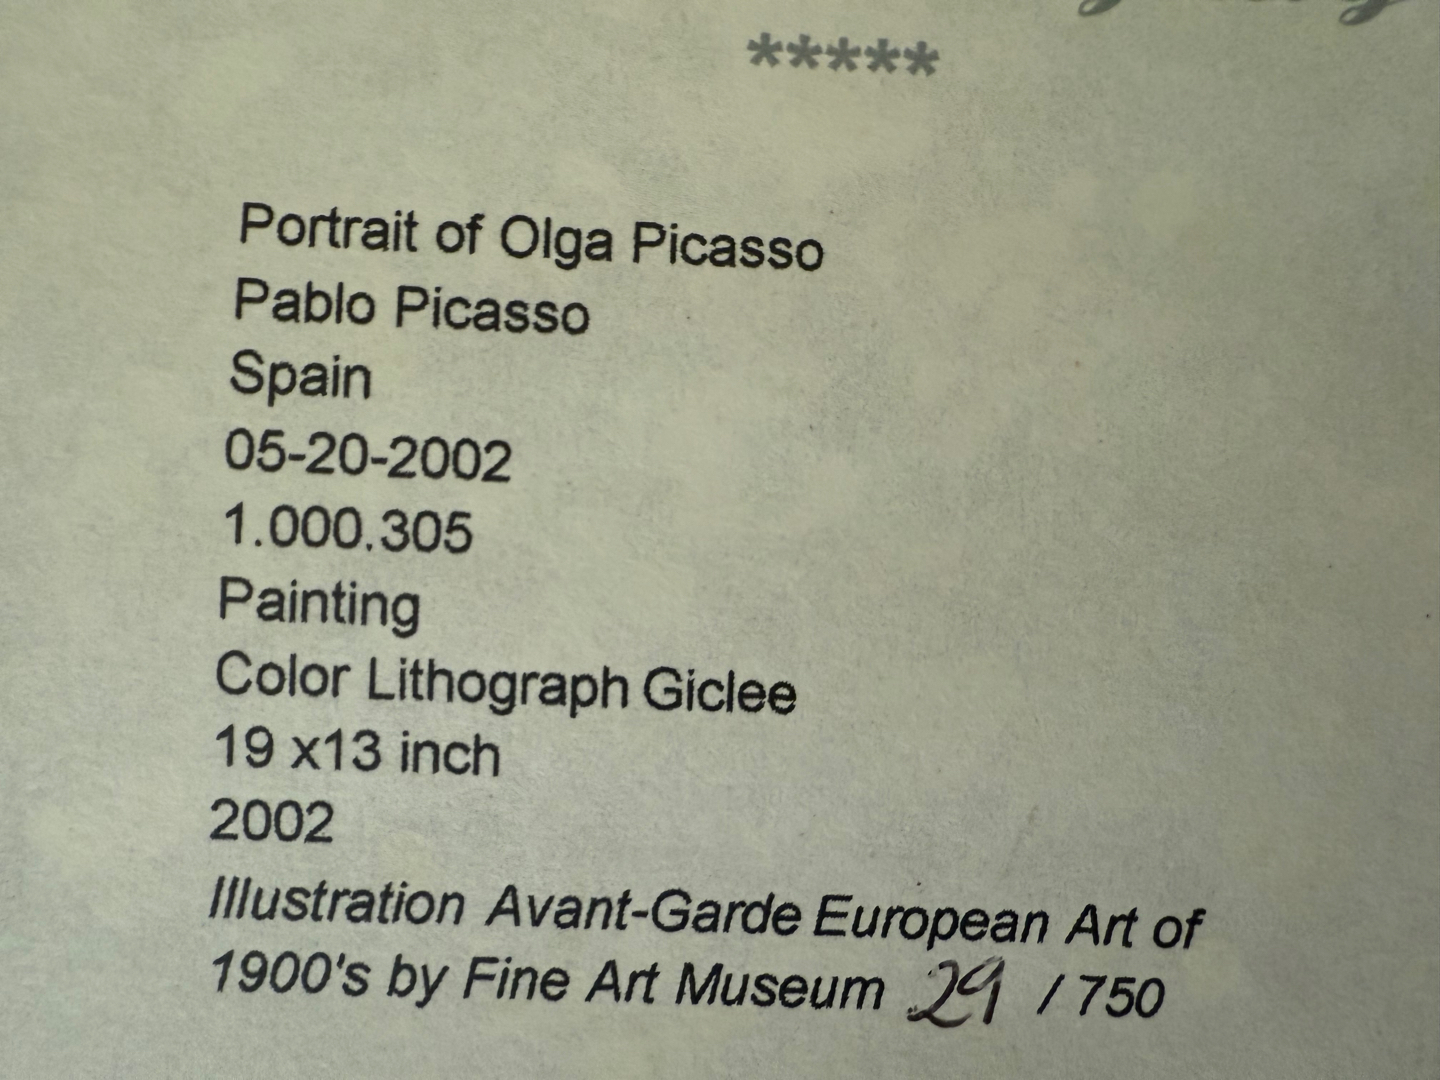 *****
Portrait of Olga Picasso
Pablo Picasso
Spain
05-20-2002
1.000.305
Painting
Color Lithograph Giclee
19 x13 inch
2002
Illustration Avant-Garde European Art of
1900's by Fine Art Museum 29 / 750